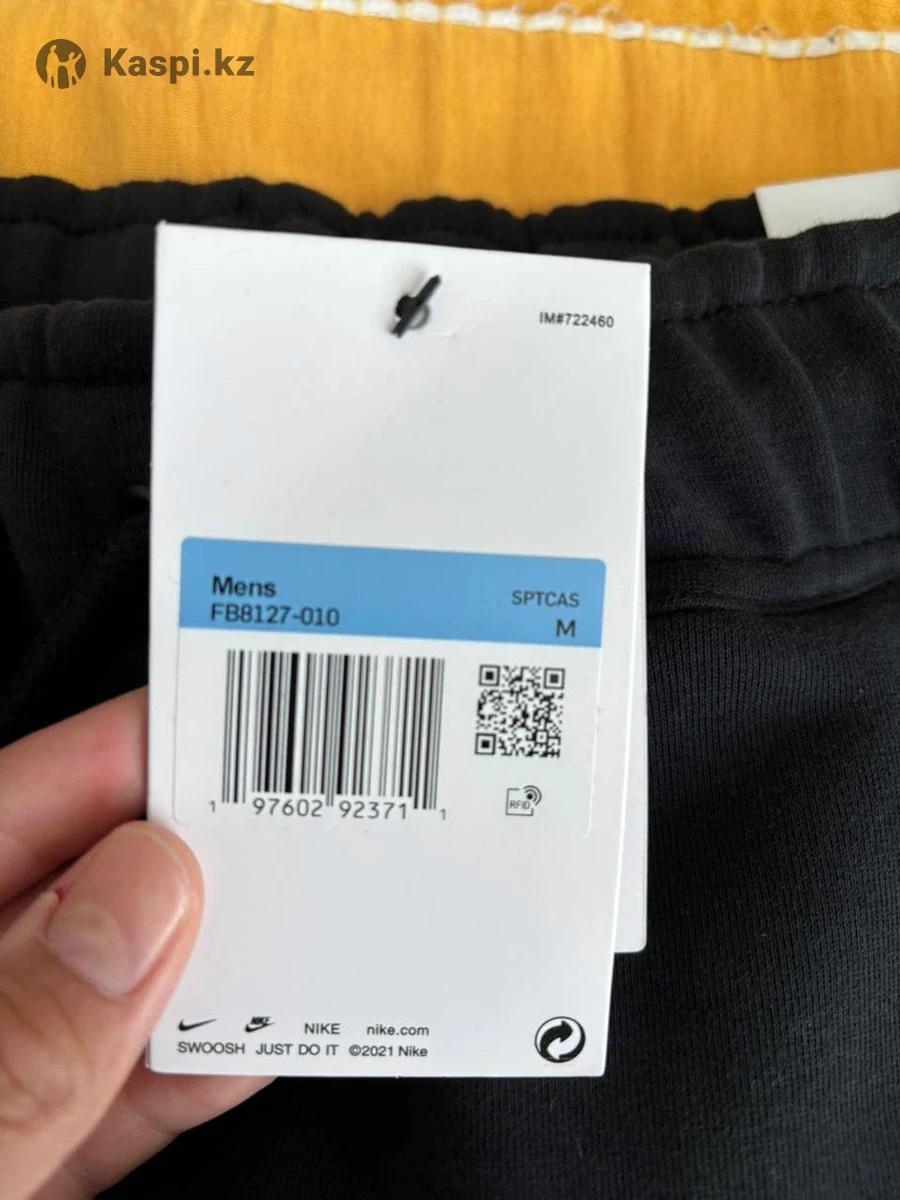 Kaspi.kz
IM#722460
Mens
FB8127-010
SPTCAS
M
1 97602 92371 1
RFID
NIKE
NIKE nike.com
SWOOSH JUST DO IT ©2021 Nike